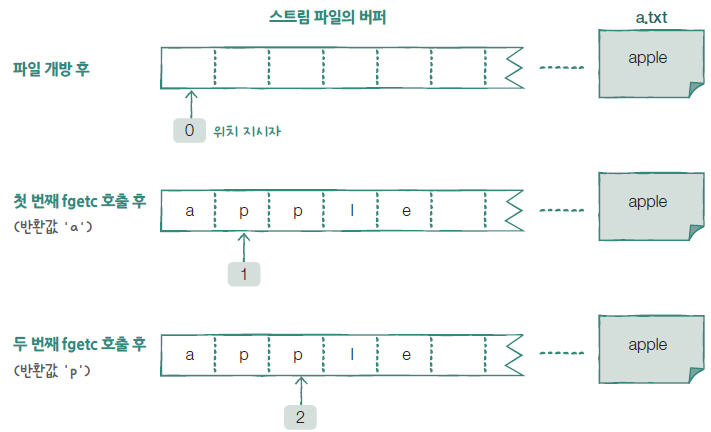 스트림 파일의 버퍼
a.txt
파일 개방 후
apple
0 위치 지시자
첫 번째 fgetc 호출 후
(반환값 'a')
a p p l e
apple
1
두 번째 fgetc 호출 후
(반환값 'p')
a p p l e
apple
2